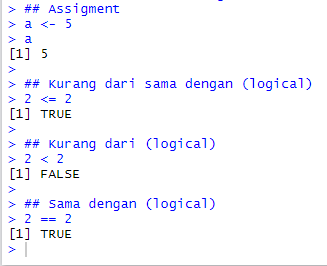 > ## Assigment
> a <- 5
> a
[1] 5
>
> ## Kurang dari sama dengan (logical)
> 2 <= 2
[1] TRUE
>
> ## Kurang dari (logical)
> 2 < 2
[1] FALSE
>
> ## Sama dengan (logical)
> 2 == 2
[1] TRUE
>